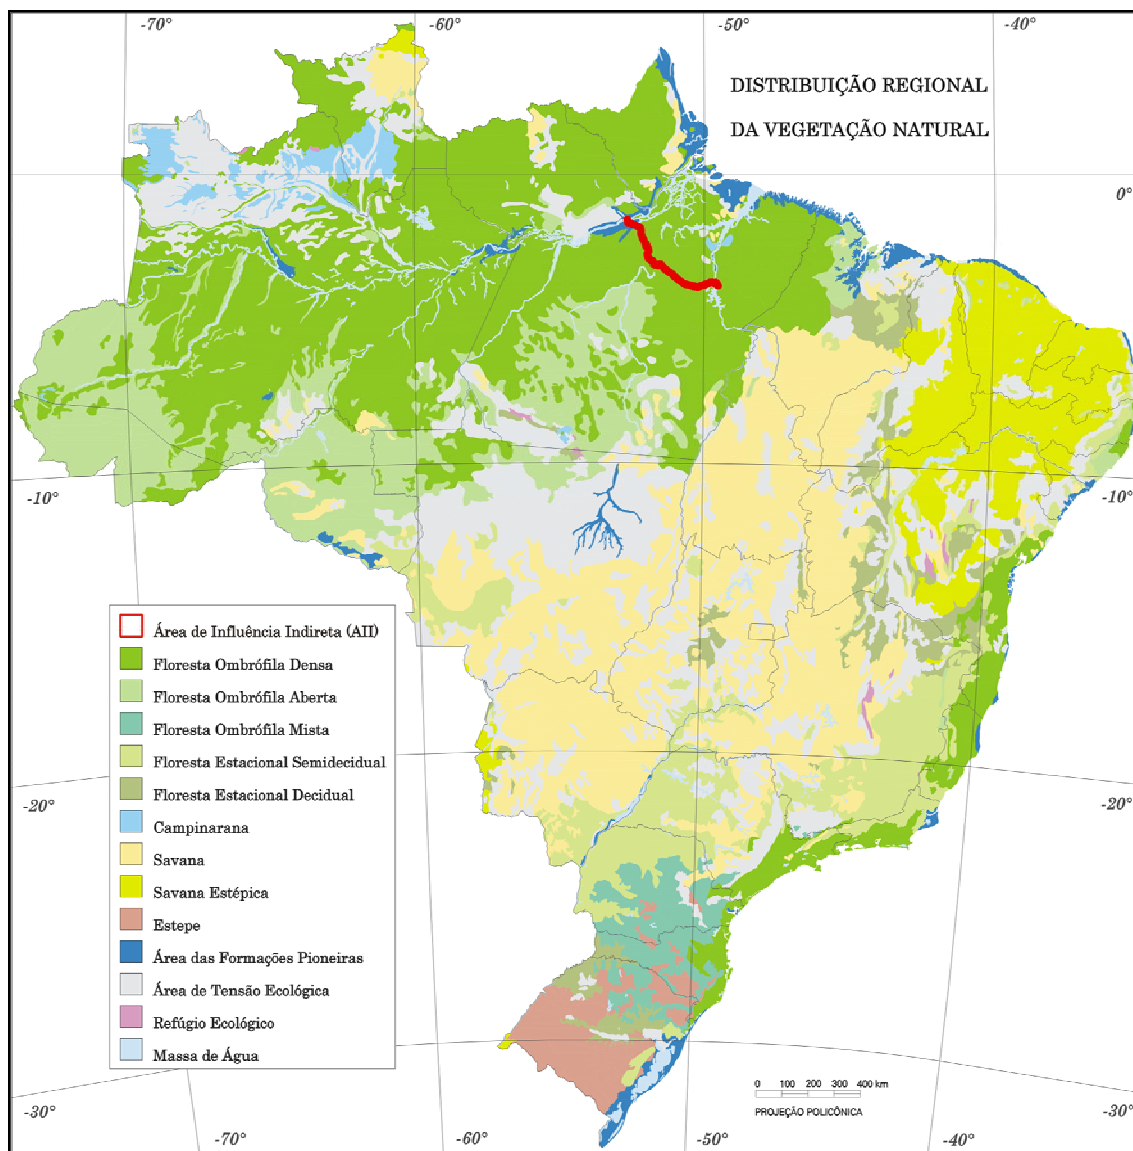 -70°
-60°
-50°
-40°
DISTRIBUIÇÃO REGIONAL
DA VEGETAÇÃO NATURAL
0°
-10°
-10°
Área de Influência Indireta (AII)
Floresta Ombrófila Densa
Floresta Ombrófila Aberta
Floresta Ombrófila Mista
Floresta Estacional Semidecidual
Floresta Estacional Decidual
Campinarana
Savana
Savana Estépica
Estepe
Área das Formações Pioneiras
Área de Tensão Ecológica
Refúgio Ecológico
Massa de Água
-20°
-20°
0 100 200 300 400 km
PROJEÇÃO POLICÔNICA
-30°
-30°
-70°
-60°
-50°
-40°